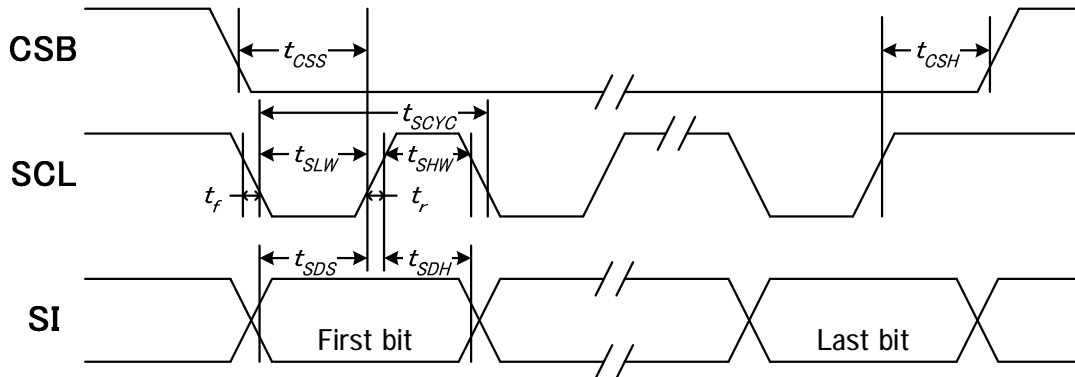 CSB
tCSS
tCSH
tSCYC
SCL
tSLW
tSHW
tf
tr
tSDS
tSDH
SI
First bit
Last bit